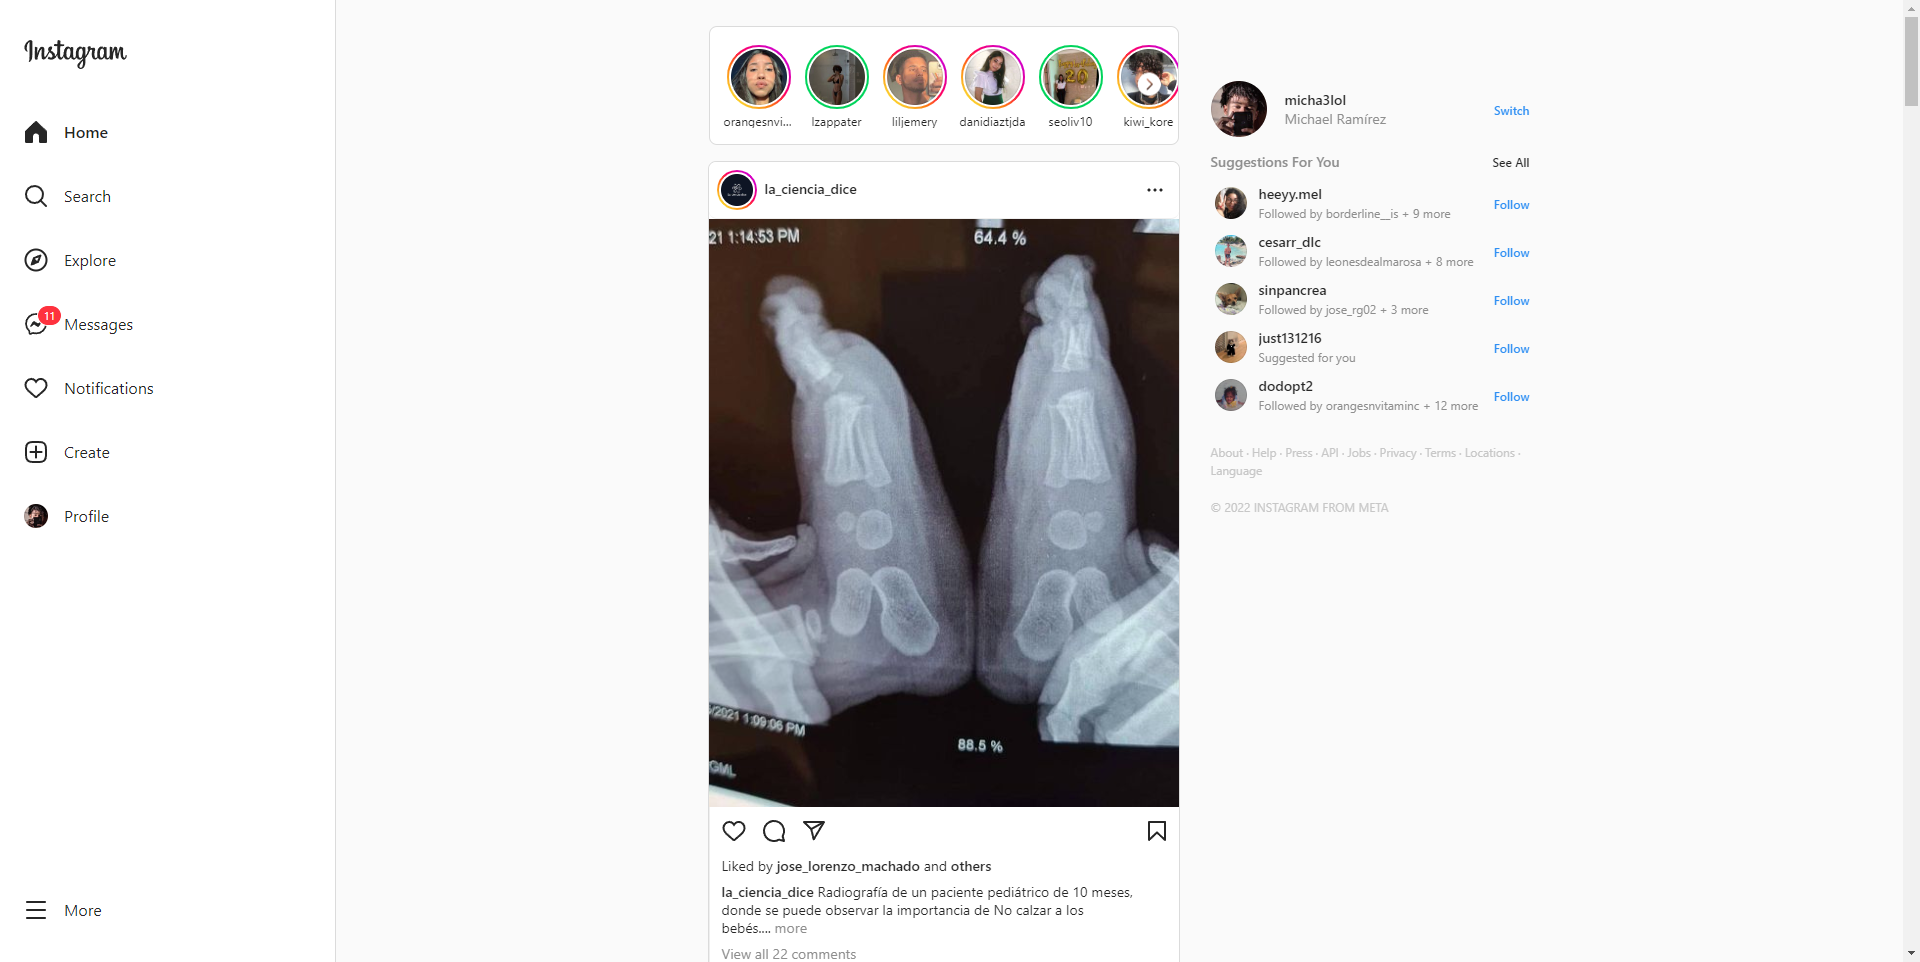 Instagram
Home
Search
Explore
11
Messages
Notifications
Create
Profile
More
orangesnvi...
lzappater
liljemery
danidiaztjda
seoliv10
kiwi_kore
la_ciencia_dice
21 1:14:53 PM
64.4 %
/2021 1:09:06 PM
88.5 %
GML
Liked by jose_lorenzo_machado and others
la_ciencia_dice Radiografía de un paciente pediátrico de 10 meses,
donde se puede observar la importancia de No calzar a los
bebés.... more
View all 22 comments
micha3lol
Michael Ramírez
Switch
Suggestions For You
See All
heeyy.mel
Followed by borderline__is + 9 more
Follow
cesarr_dlc
Followed by leonesdealmarosa + 8 more
Follow
sinpancrea
Followed by jose_rg02 + 3 more
Follow
just131216
Suggested for you
Follow
dodopt2
Followed by orangesnvitaminc + 12 more
Follow
About · Help · Press · API · Jobs · Privacy · Terms · Locations ·
Language
© 2022 INSTAGRAM FROM META